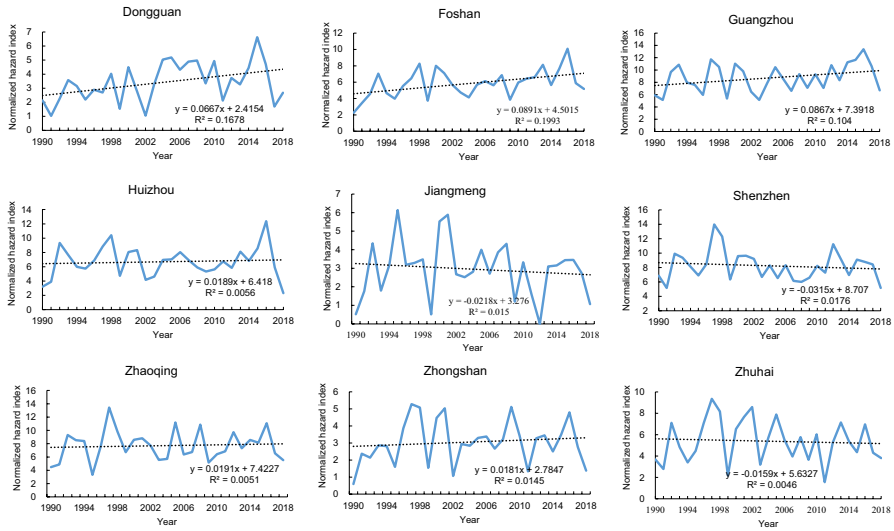 Dongguan
Normalized hazard index
7
6
5
4
3
2
1
0
y = 0.0667x + 2.4154
R² = 0.1678
1990 1994 1998 2002 2006 2010 2014 2018
Year
Foshan
Normalized hazard index
12
10
8
6
4
2
0
y = 0.0891x + 4.5015
R² = 0.1993
1990 1994 1998 2002 2006 2010 2014 2018
Year
Guangzhou
Normalized hazard index
16
14
12
10
8
6
4
2
0
y = 0.0867x + 7.3918
R² = 0.104
1990 1994 1998 2002 2006 2010 2014 2018
Year
Huizhou
Normalized hazard index
14
12
10
8
6
4
2
0
y = 0.0189x + 6.418
R² = 0.0056
1990 1994 1998 2002 2006 2010 2014 2018
Year
Jiangmeng
Normalized hazard index
7
6
5
4
3
2
1
0
y = -0.0218x + 3.276
R² = 0.015
1990 1994 1998 2002 2006 2010 2014 2018
Year
Shenzhen
Normalized hazard index
16
14
12
10
8
6
4
2
y = -0.0315x + 8.707
R² = 0.0176
1990 1994 1998 2002 2006 2010 2014 2018
Year
Zhaoqing
Normalized hazard index
16
14
12
10
8
6
4
2
0
y = 0.0191x + 7.4227
R² = 0.0051
1990 1994 1998 2002 2006 2010 2014 2018
Year
Zhongshan
Normalized hazard index
6
5
4
3
2
1
0
y = 0.0181x + 2.7847
R² = 0.0145
1990 1994 1998 2002 2006 2010 2014 2018
Year
Zhuhai
Normalized hazard index
10
8
6
4
2
0
y = -0.0159x + 5.6327
R² = 0.0046
1990 1994 1998 2002 2006 2010 2014 2018
Year